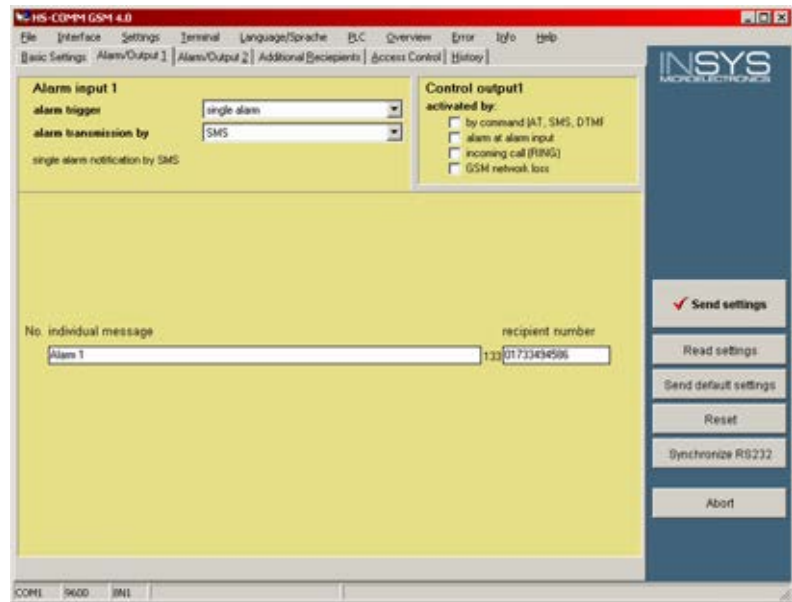 HS-COMM GSM 4.0
File Interface Settings Terminal Language/Sprache PLC Overview Error Info Help
Basic Settings Alarm/Output 1 Alarm/Output 2 Additional Reciepients Access Control History
INSYS
MICROELECTRONICS
Alarm input 1
alarm trigger single alarm
alarm transmission by SMS
single alarm notification by SMS
Control output1
activated by:
by command (AT, SMS, DTMF
alarm at alarm input
incoming call (RING)
GSM network loss
Send settings
No. individual message recipient number
Alarm 1 133 01733494586
Read settings
Send default settings
Reset
Synchronize RS232
Abort
COM1 9600 8N1